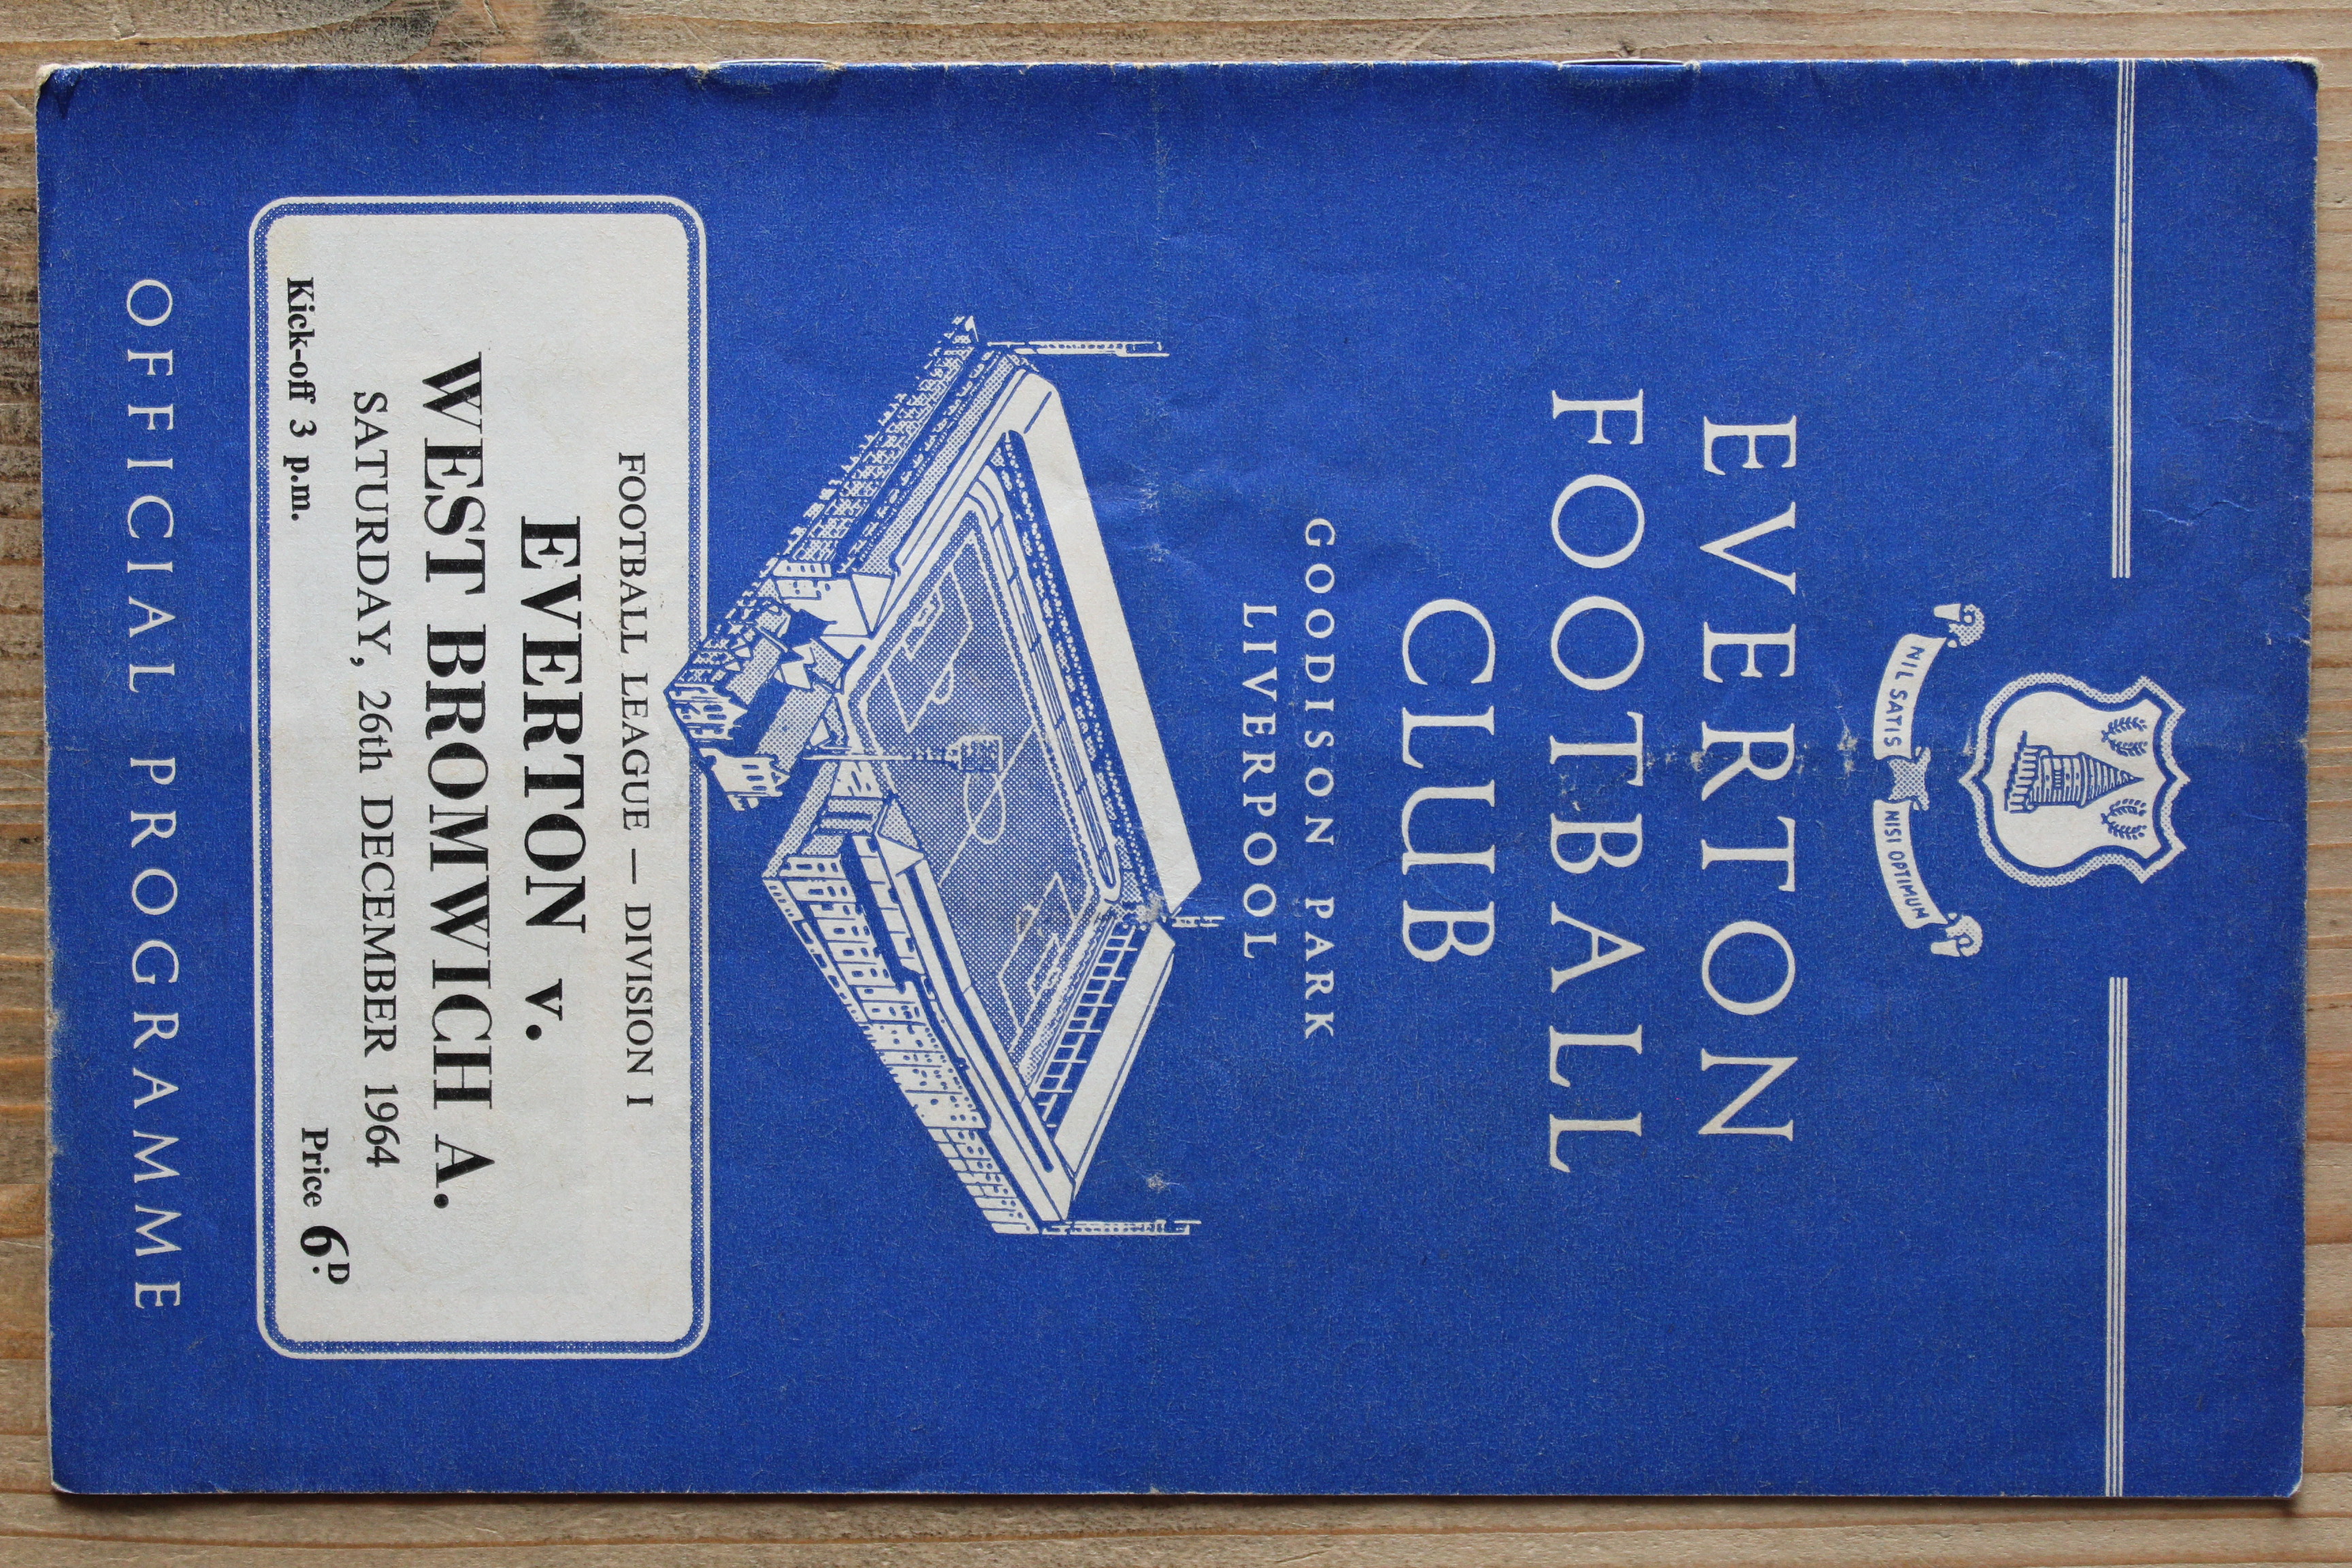 NIL SATIS NISI OPTIMUM
EVERTON
FOOTBALL
CLUB
GOODISON PARK
LIVERPOOL
FOOTBALL LEAGUE — DIVISION I
EVERTON v.
WEST BROMWICH A.
SATURDAY, 26th DECEMBER 1964
Kick-off 3 p.m. Price 6D.
OFFICIAL PROGRAMME